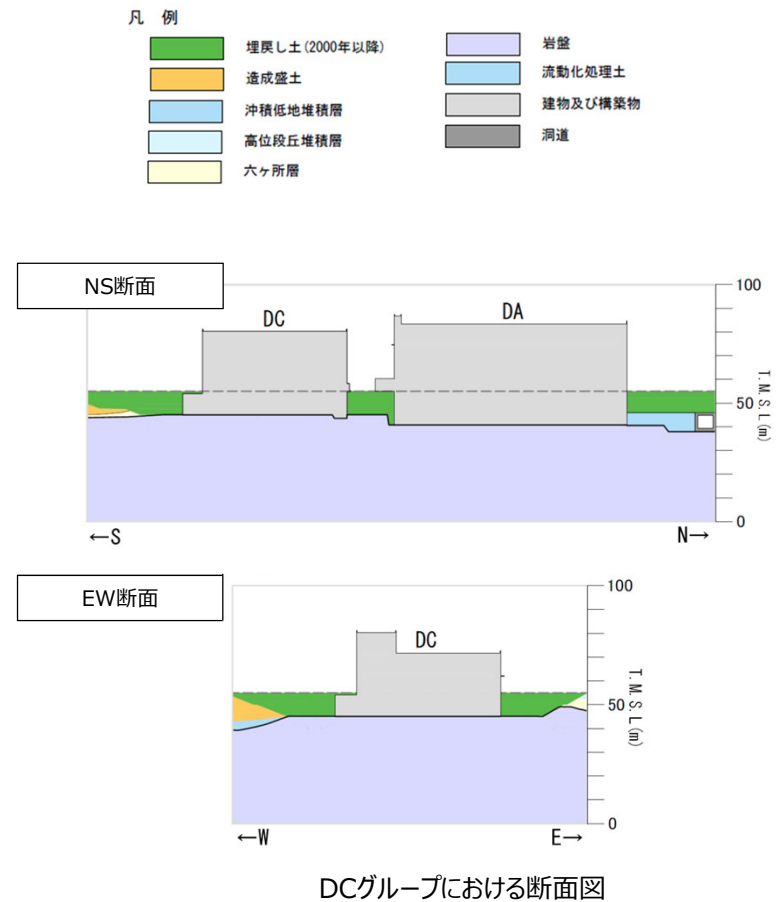 凡 例
埋戻し土(2000年以降)
造成盛土
沖積低地堆積層
高位段丘堆積層
六ヶ所層
岩盤
流動化処理土
建物及び構築物
洞道
NS断面
DC
DA
100
50
0
T.M.S.L(m)
←S
N→
EW断面
DC
100
50
0
T.M.S.L(m)
←W
E→
DCグループにおける断面図